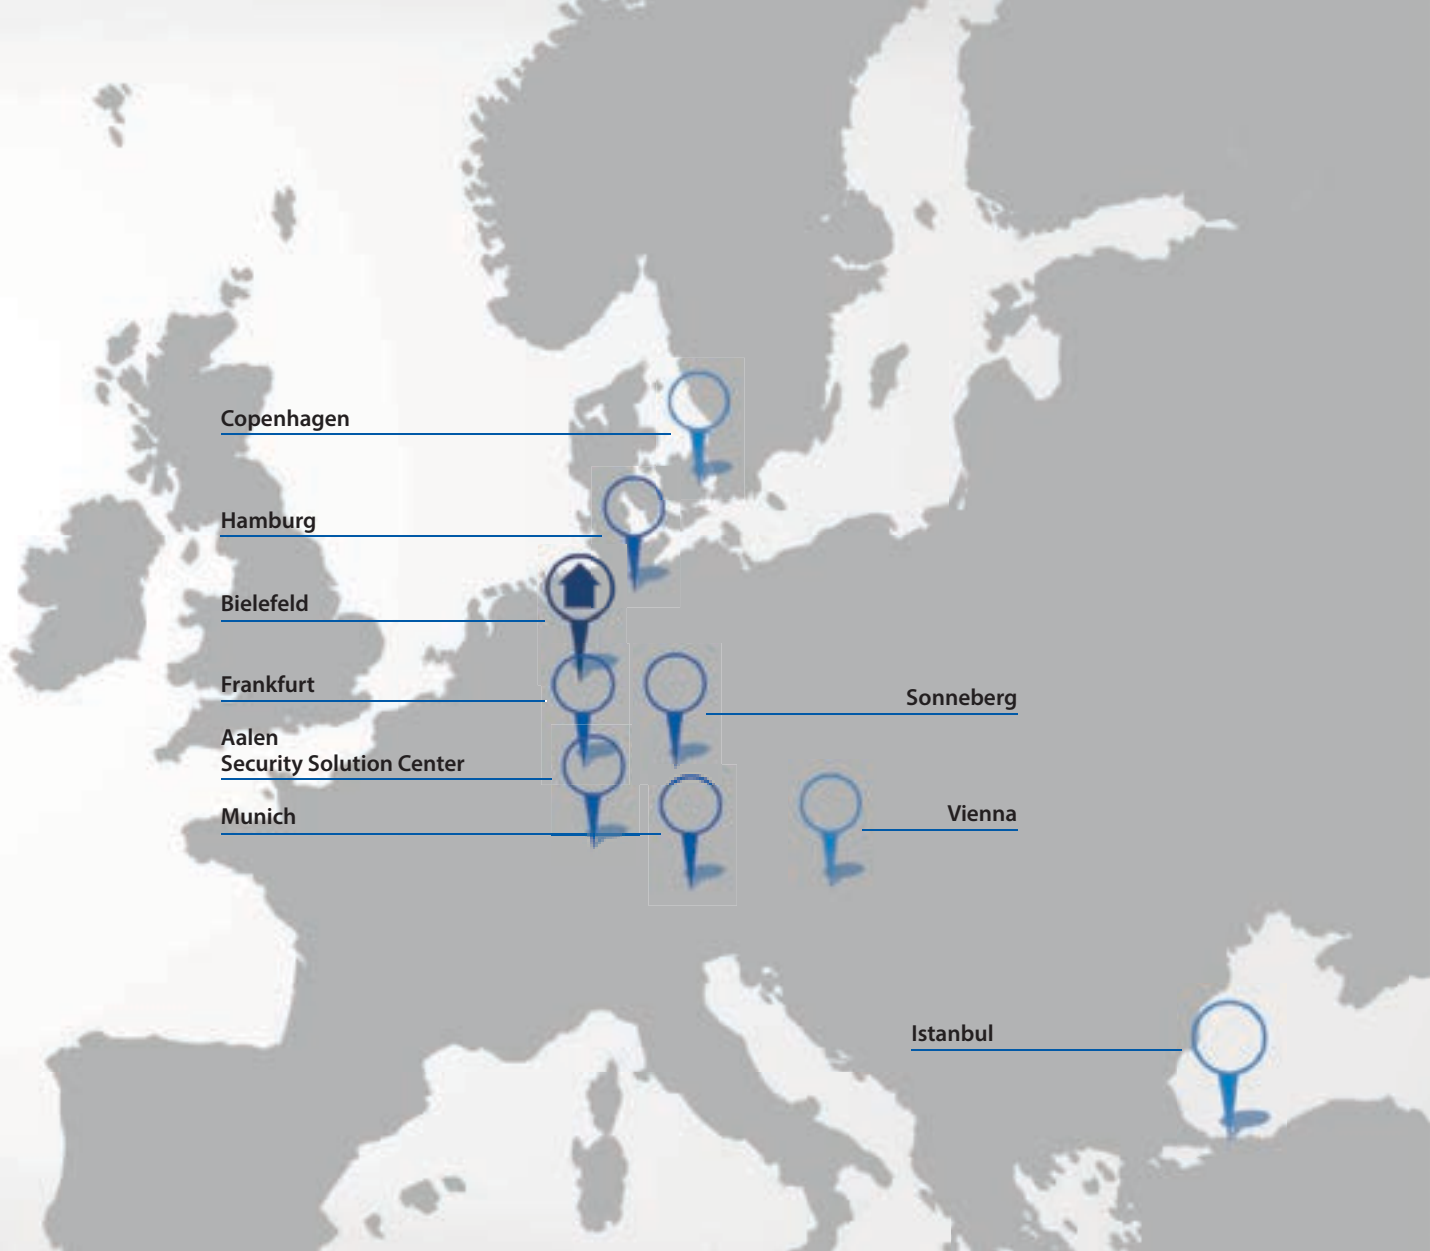 Copenhagen
Hamburg
Bielefeld
Frankfurt
Sonneberg
Aalen
Security Solution Center
Munich
Vienna
Istanbul